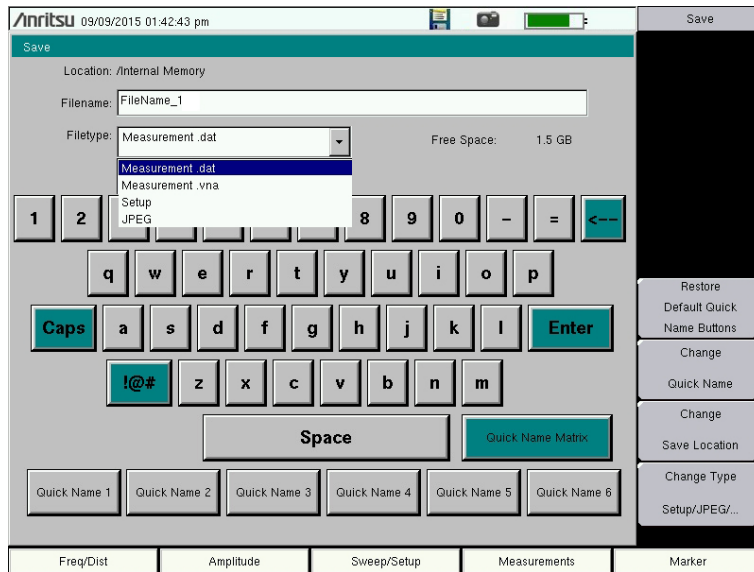 /Inritsu 09/09/2015 01:42:43 pm
Save
Save
Location: /Internal Memory
Filename: FileName_1
Filetype: Measurement .dat
Free Space: 1.5 GB
Measurement .dat
Measurement .vna
Setup
JPEG
1 2 8 9 0 - = <--
q w e r t y u i o p
Caps a s d f g h j k l Enter
!@# z x c v b n m
Space Quick Name Matrix
Quick Name 1 Quick Name 2 Quick Name 3 Quick Name 4 Quick Name 5 Quick Name 6
Restore
Default Quick
Name Buttons
Change
Quick Name
Change
Save Location
Change Type
Setup/JPEG/...
Freq/Dist Amplitude Sweep/Setup Measurements Marker